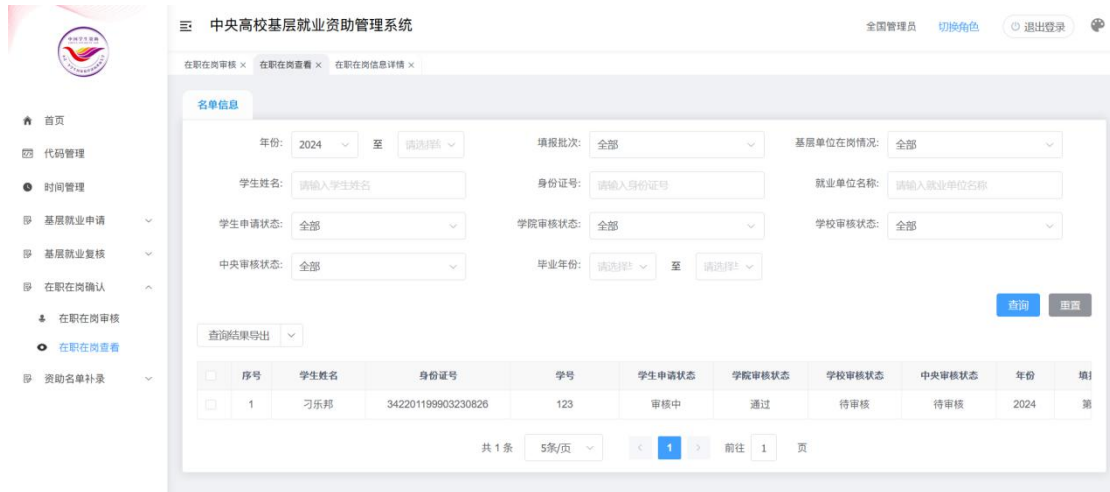 中央高校基层就业资助管理系统
全国管理员 切换角色 退出登录
在职在岗审核 × 在职在岗查看 × 在职在岗信息详情 ×
首页
代码管理
时间管理
基层就业申请
基层就业复核
在职在岗确认
在职在岗审核
在职在岗查看
资助名单补录
名单信息
年份: 2024 至 填报批次: 全部 基层单位在岗情况: 全部
学生姓名: 请输入学生姓名 身份证号: 请输入身份证号 就业单位名称: 请输入就业单位名称
学生申请状态: 全部 学院审核状态: 全部 学校审核状态: 全部
中央审核状态: 全部 毕业年份: 至
查询 重置
查询结果导出
序号 学生姓名 身份证号 学号 学生申请状态 学院审核状态 学校审核状态 中央审核状态 年份
1 刁乐邦 342201199903230826 123 审核中 通过 待审核 待审核 2024 第
共 1 条 5条/页 1 前往 1 页